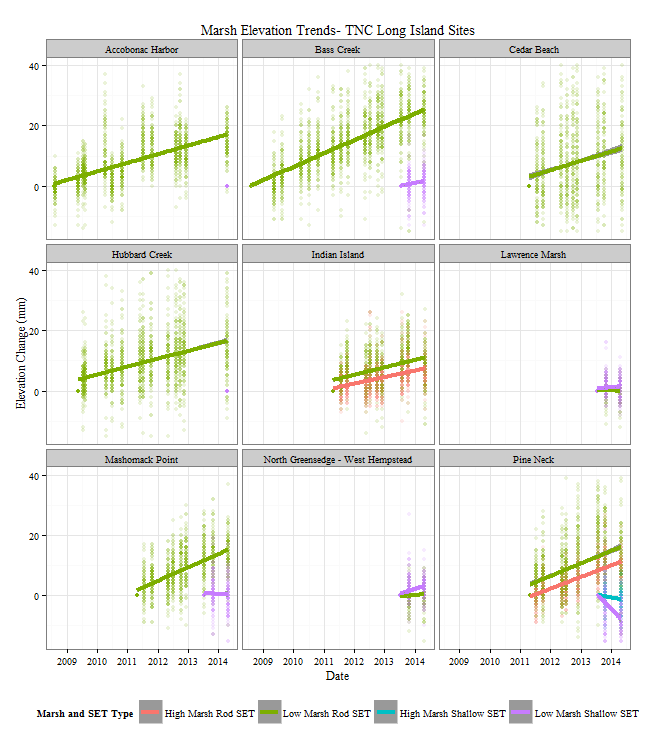 Marsh Elevation Trends- TNC Long Island Sites
Accobonac Harbor
Bass Creek
Cedar Beach
40
20
0
Hubbard Creek
Indian Island
Lawrence Marsh
Elevation Change (mm)
40
20
0
Mashomack Point
North Greensedge - West Hempstead
Pine Neck
40
20
0
2009 2010 2011 2012 2013 2014 2009 2010 2011 2012 2013 2014 2009 2010 2011 2012 2013 2014
Date
Marsh and SET Type High Marsh Rod SET Low Marsh Rod SET High Marsh Shallow SET Low Marsh Shallow SET